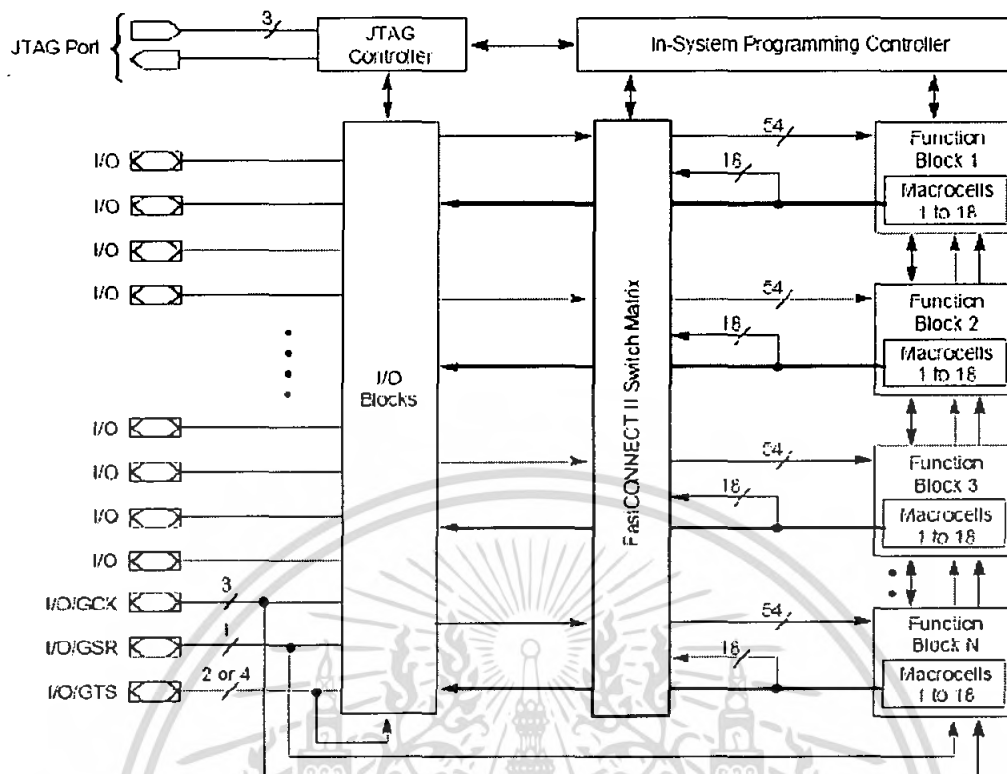 3
JTAG Port
JTAG
Controller
In-System Programming Controller
I/O
I/O
I/O
I/O
I/O
I/O
I/O
I/O
I/O/GCK
3
I/O/GSR
1
I/O/GTS
2 or 4
I/O
Blocks
FastCONNECT II Switch Matrix
54
18
Function
Block 1
Macrocells
1 to 18
54
18
Function
Block 2
Macrocells
1 to 18
54
18
Function
Block 3
Macrocells
1 to 18
54
18
Function
Block N
Macrocells
1 to 18